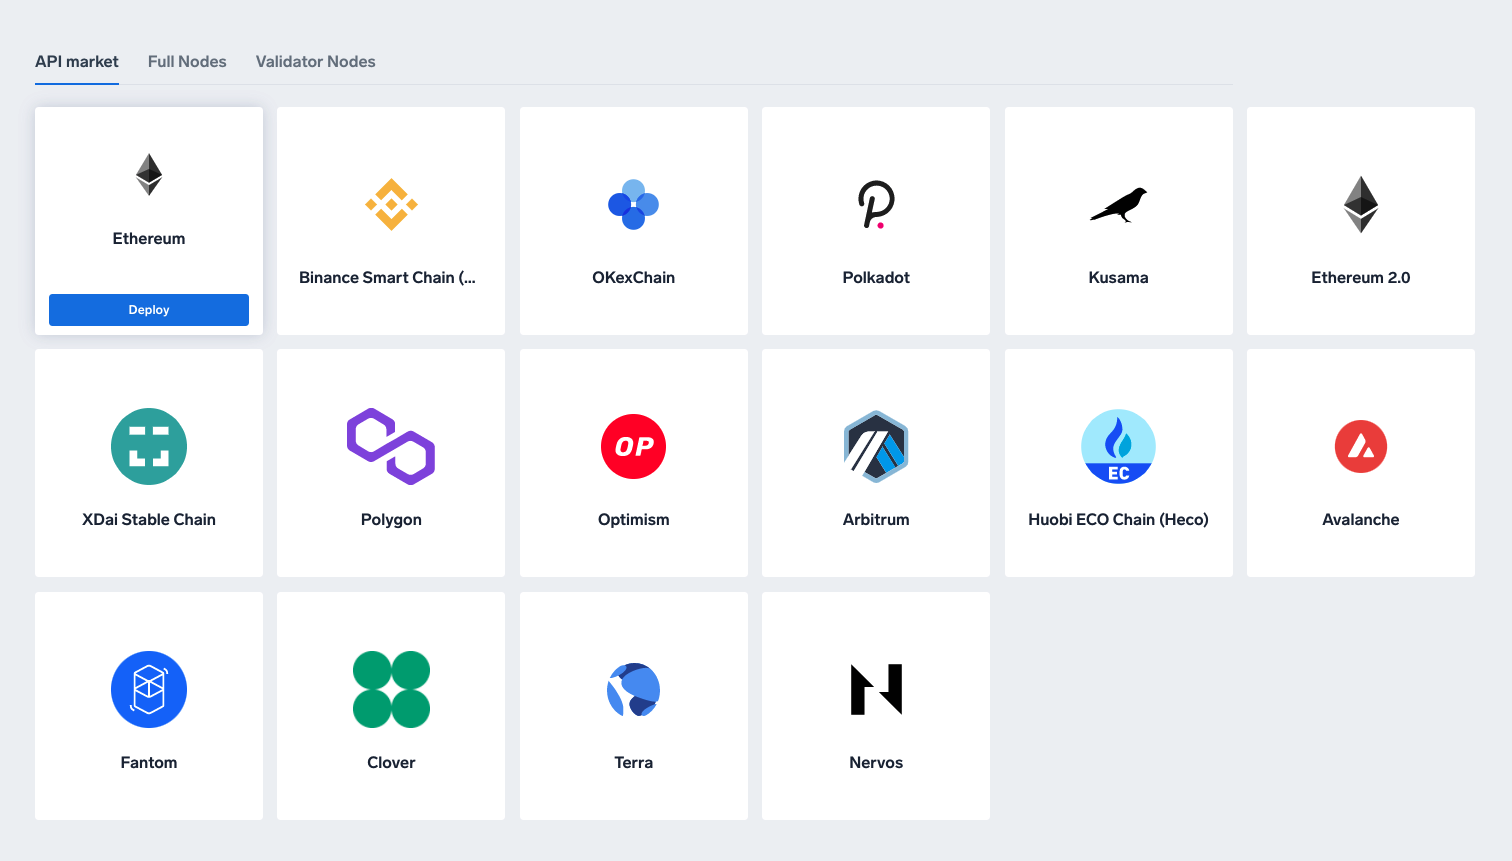 API market Full Nodes Validator Nodes
Ethereum
Deploy
Binance Smart Chain (...
OKexChain
Polkadot
Kusama
Ethereum 2.0
XDai Stable Chain
Polygon
OP
Optimism
Arbitrum
EC
Huobi ECO Chain (Heco)
Avalanche
Fantom
Clover
Terra
Nervos